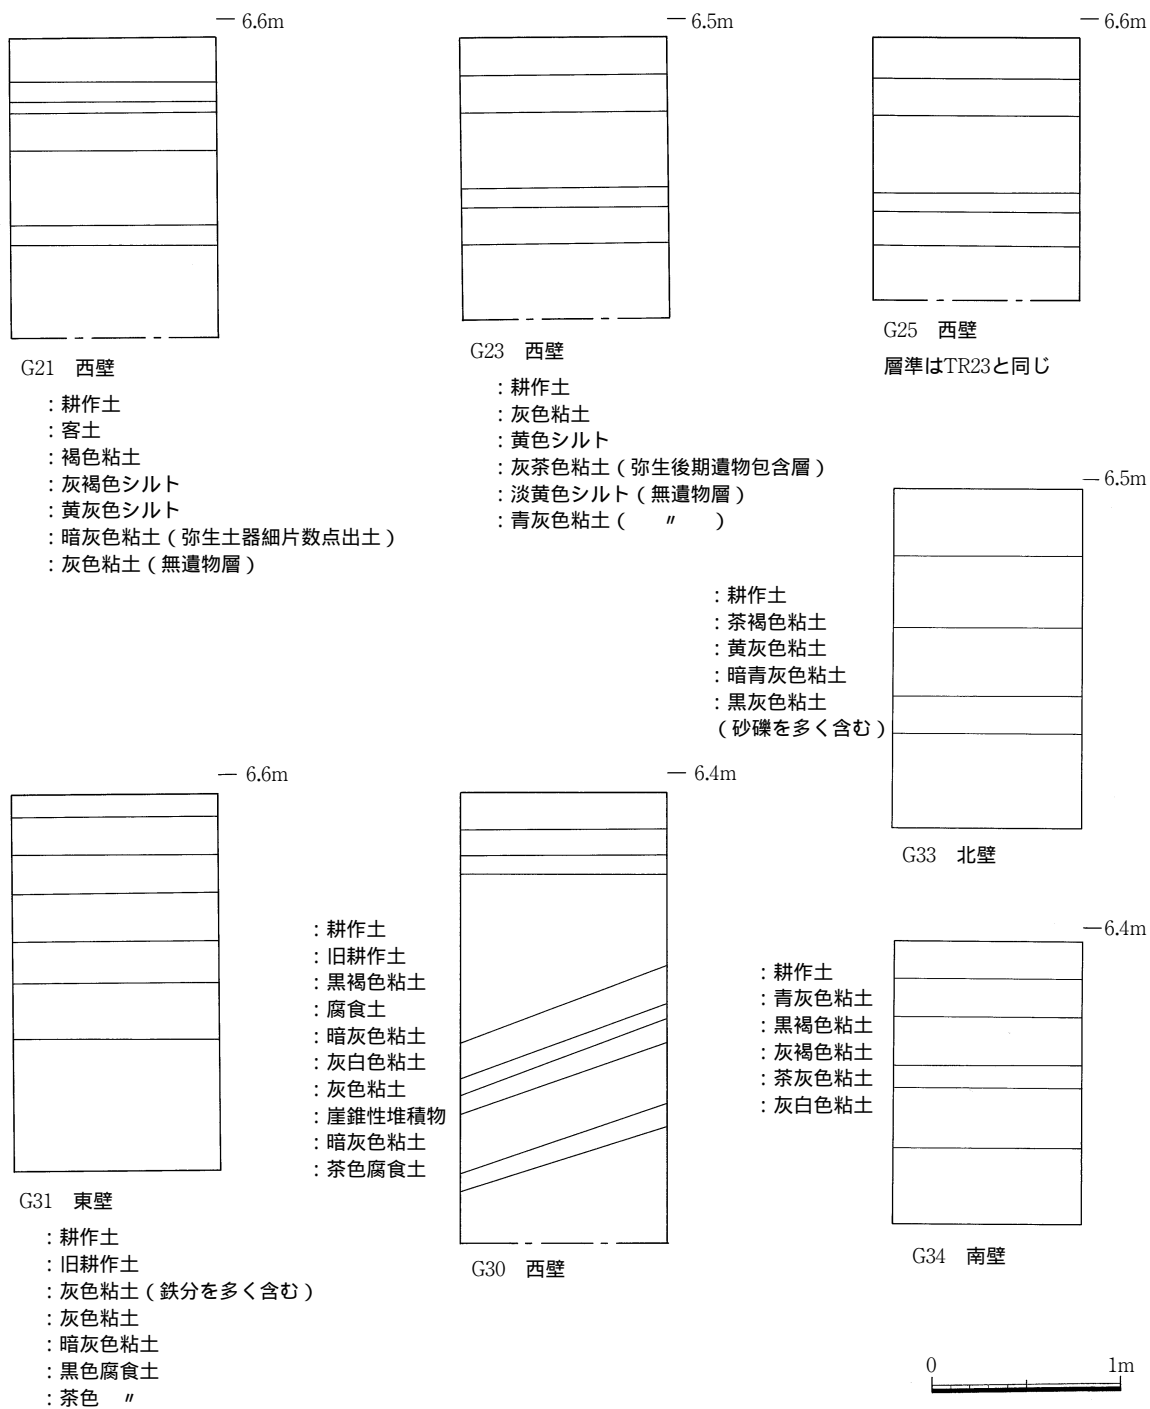 6.6m
G21 西壁
：耕作土
：客土
：褐色粘土
：灰褐色シルト
：黄灰色シルト
：暗灰色粘土（弥生土器細片数点出土）
：灰色粘土（無遺物層）
6.5m
G23 西壁
：耕作土
：灰色粘土
：黄色シルト
：灰茶色粘土（弥生後期遺物包含層）
：淡黄色シルト（無遺物層）
：青灰色粘土（ 〃 ）
6.6m
G25 西壁
層準はTR23と同じ
6.5m
：耕作土
：茶褐色粘土
：黄灰色粘土
：暗青灰色粘土
：黒灰色粘土
（砂礫を多く含む）
G33 北壁
6.6m
G31 東壁
：耕作土
：旧耕作土
：灰色粘土（鉄分を多く含む）
：灰色粘土
：暗灰色粘土
：黒色腐食土
：茶色 〃
6.4m
：耕作土
：旧耕作土
：黒褐色粘土
：腐食土
：暗灰色粘土
：灰白色粘土
：灰色粘土
：崖錐性堆積物
：暗灰色粘土
：茶色腐食土
G30 西壁
6.4m
：耕作土
：青灰色粘土
：黒褐色粘土
：灰褐色粘土
：茶灰色粘土
：灰白色粘土
G34 南壁
0 1m